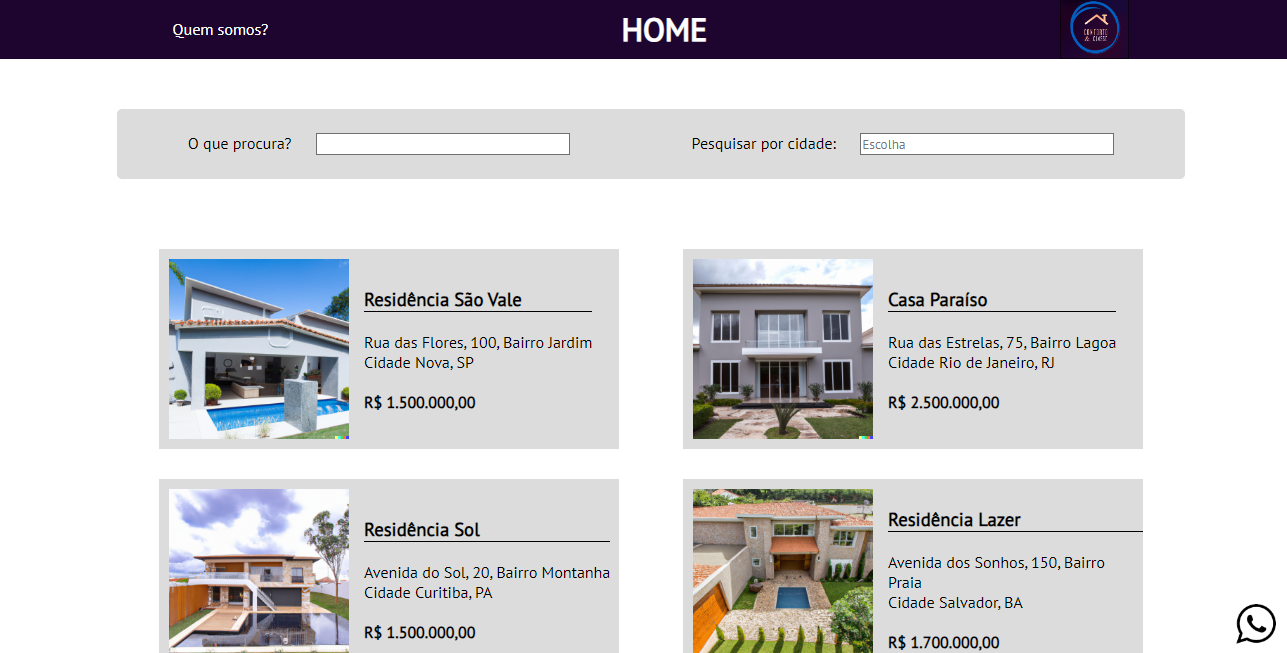 Quem somos?
HOME
CONFORTO
& CLASSE
O que procura?
Pesquisar por cidade:
Escolha
Residência São Vale
Rua das Flores, 100, Bairro Jardim
Cidade Nova, SP
R$ 1.500.000,00
Casa Paraíso
Rua das Estrelas, 75, Bairro Lagoa
Cidade Rio de Janeiro, RJ
R$ 2.500.000,00
Residência Sol
Avenida do Sol, 20, Bairro Montanha
Cidade Curitiba, PA
R$ 1.500.000,00
Residência Lazer
Avenida dos Sonhos, 150, Bairro
Praia
Cidade Salvador, BA
R$ 1.700.000,00